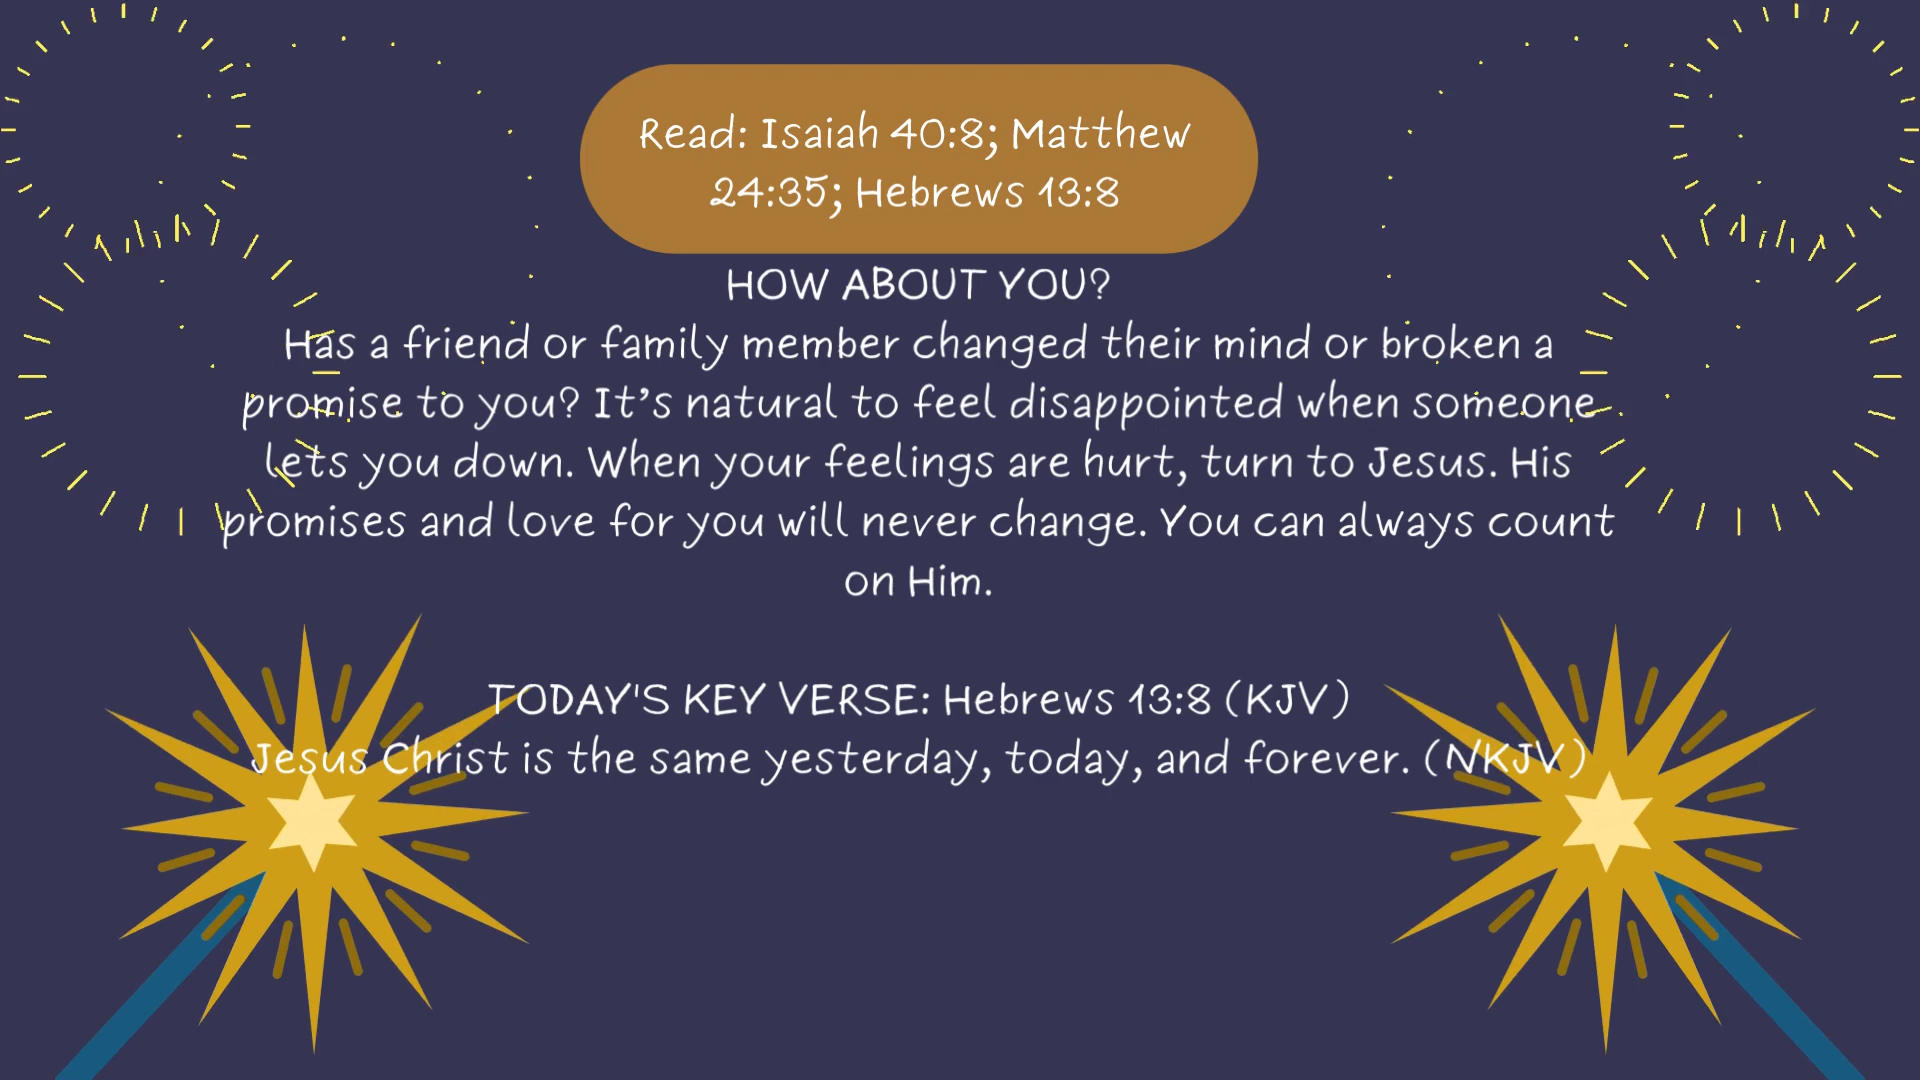 Read: Isaiah 40:8; Matthew
24:35; Hebrews 13:8
HOW ABOUT YOU?
Has a friend or family member changed their mind or broken a
promise to you? It’s natural to feel disappointed when someone
lets you down. When your feelings are hurt, turn to Jesus. His
promises and love for you will never change. You can always count
on Him.
TODAY'S KEY VERSE: Hebrews 13:8 (KJV)
Jesus Christ is the same yesterday, today, and forever. (NKJV)